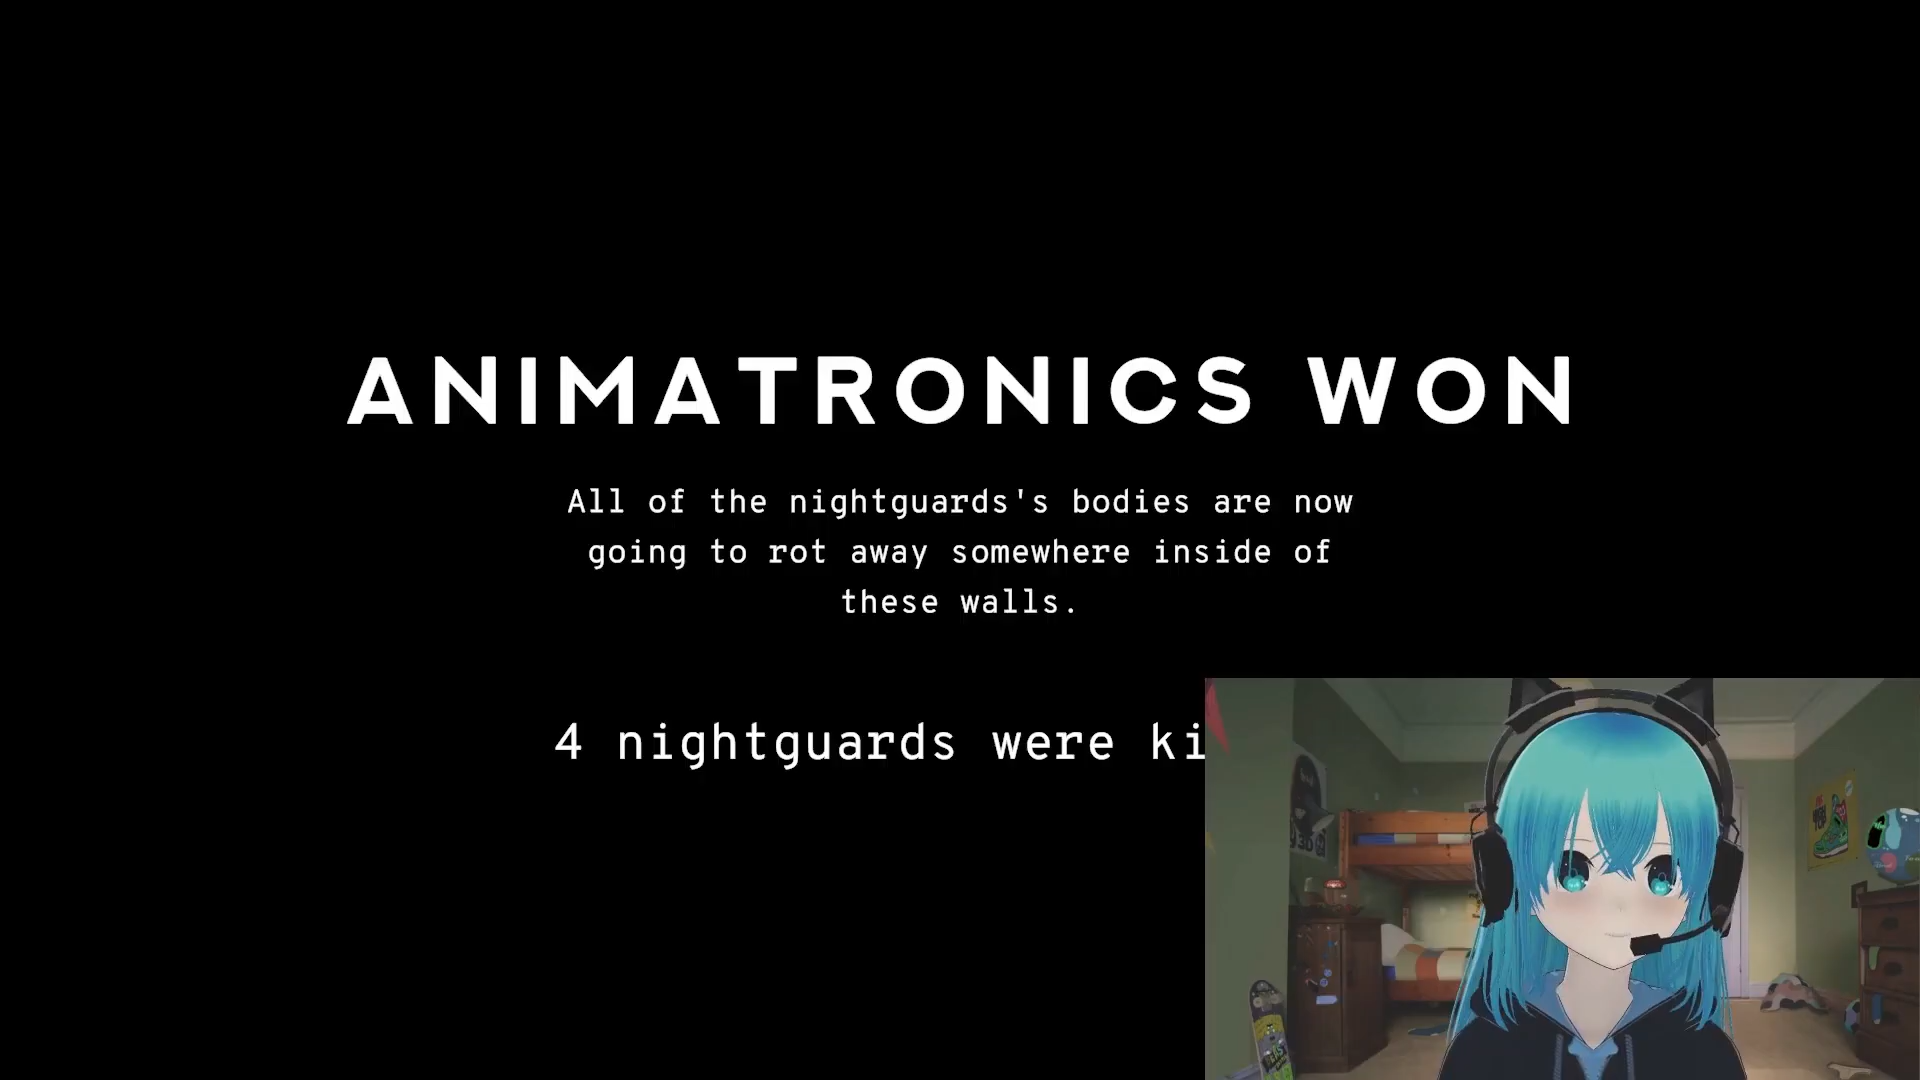 ANIMATRONICS WON
All of the nightguards's bodies are now
going to rot away somewhere inside of
these walls.
4 nightguards were ki